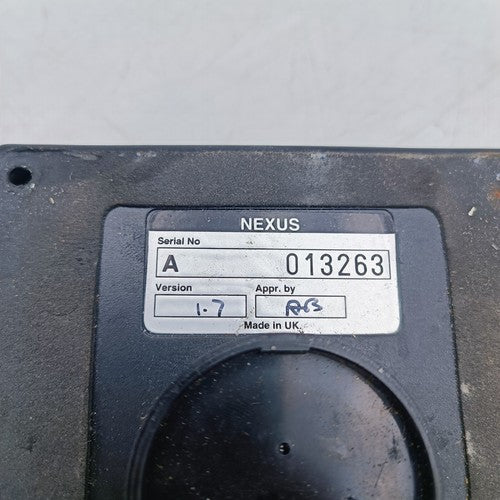 NEXUS
Serial No
A 013263
Version Appr. by
1.7
Made in UK.